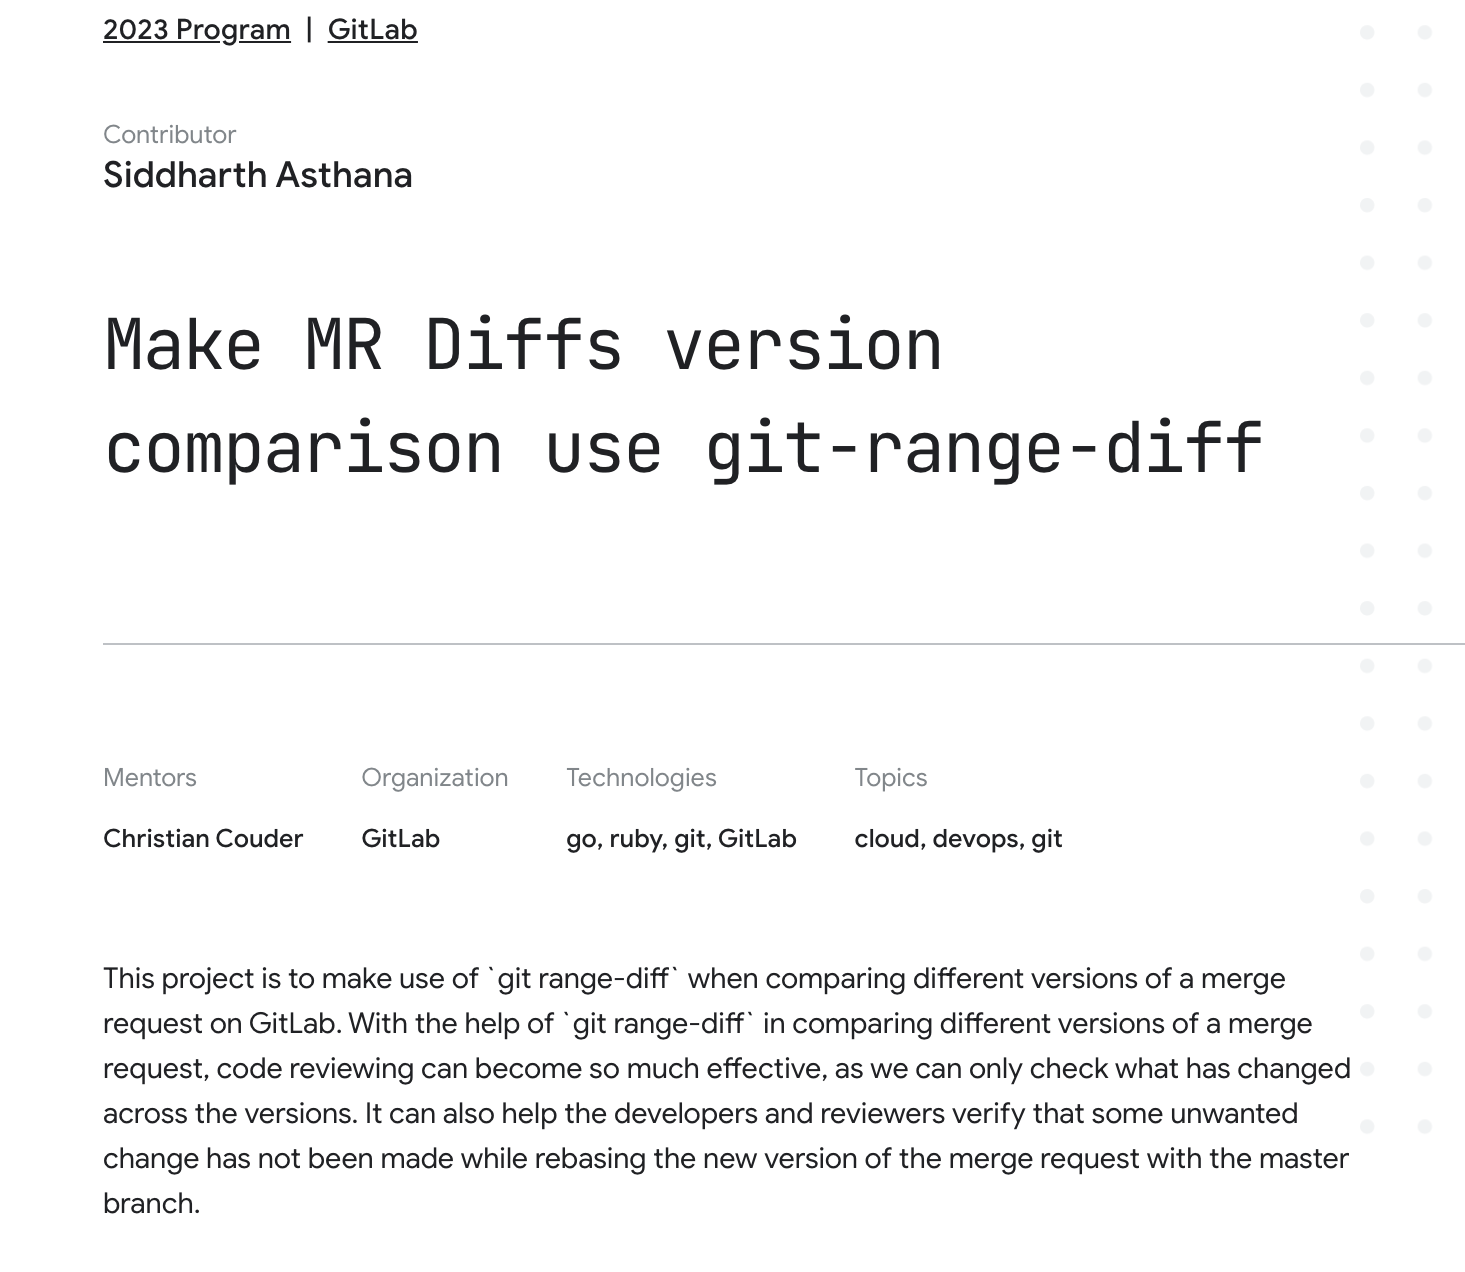 2023 Program | GitLab
Contributor
Siddharth Asthana
Make MR Diffs version
comparison use git-range-diff
Mentors
Christian Couder
Organization
GitLab
Technologies
go, ruby, git, GitLab
Topics
cloud, devops, git
This project is to make use of `git range-diff` when comparing different versions of a merge
request on GitLab. With the help of `git range-diff` in comparing different versions of a merge
request, code reviewing can become so much effective, as we can only check what has changed
across the versions. It can also help the developers and reviewers verify that some unwanted
change has not been made while rebasing the new version of the merge request with the master
branch.